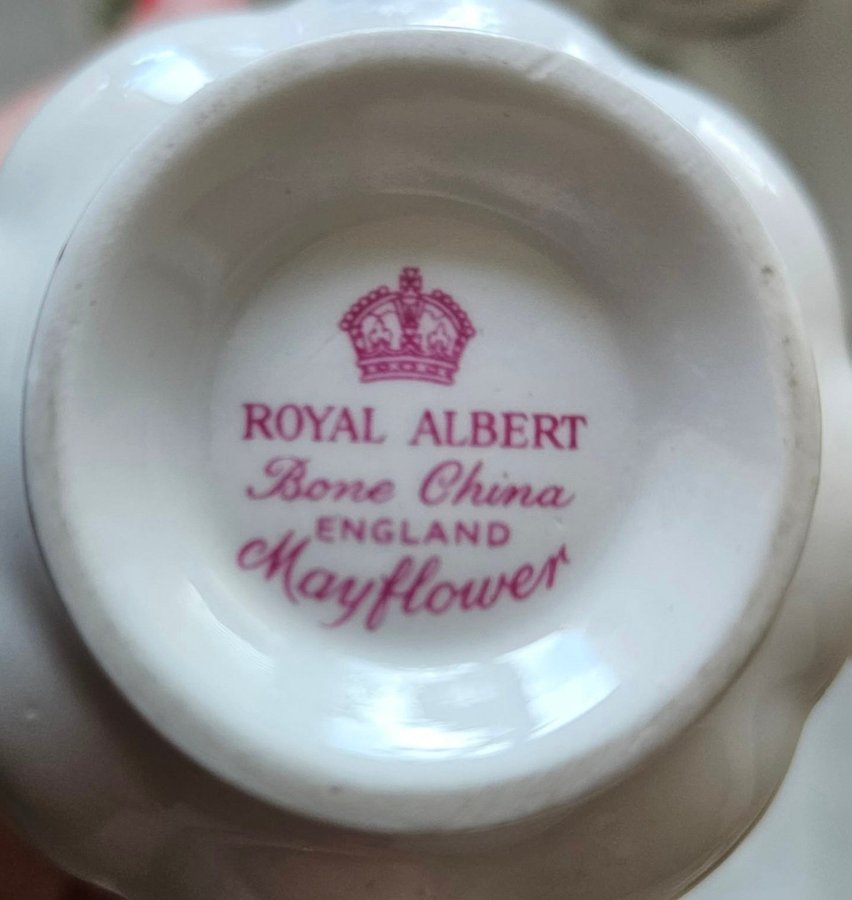 ROYAL ALBERT
Bone China
ENGLAND
Mayflower